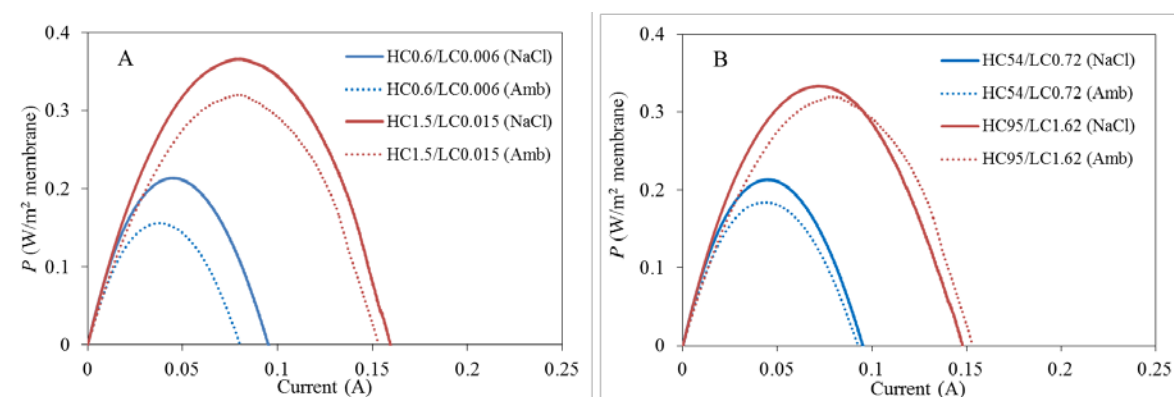 A
HC0.6/LC0.006 (NaCl)
HC0.6/LC0.006 (Amb)
HC1.5/LC0.015 (NaCl)
HC1.5/LC0.015 (Amb)
P (W/m² membrane)
0.4
0.3
0.2
0.1
0
0 0.05 0.1 0.15 0.2 0.25
Current (A)
B
HC54/LC0.72 (NaCl)
HC54/LC0.72 (Amb)
HC95/LC1.62 (NaCl)
HC95/LC1.62 (Amb)
P (W/m² membrane)
0.4
0.3
0.2
0.1
0
0 0.05 0.1 0.15 0.2 0.25
Current (A)